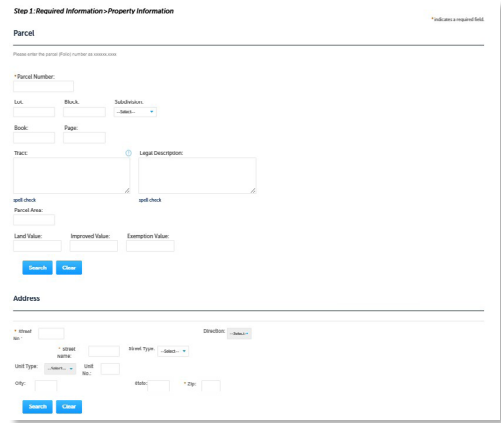 Step 1:Required Information>Property Information
* indicates a required field.
Parcel
Please enter the parcel (Folio) number as
* Parcel Number:
Lot: Block: Subdivision:
--Select--
Book: Page:
Tract: Legal Description:
spell check spell check
Parcel Area:
Land Value: Improved Value: Exemption Value:
Search Clear
Address
* Street No.: Direction: --Select--
* Street Name: Street Type: --Select--
Unit Type: --Select-- Unit No.:
City: State: * Zip:
Search Clear